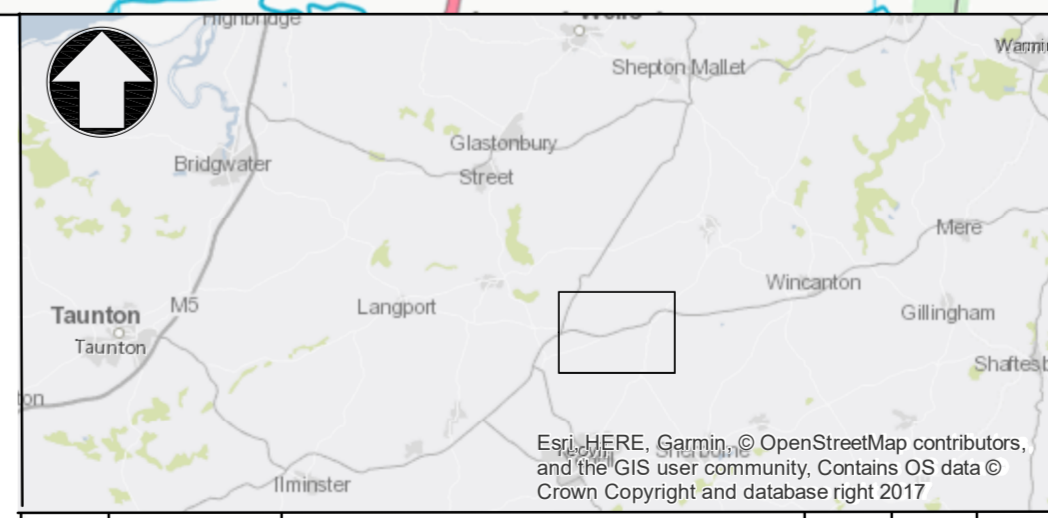 Highbridge
Wells
Shepton Mallet
Glastonbury
Bridgwater
Street
Mere
Wincanton
M5
Langport
Taunton
Gillingham
Taunton
Ilminster
Esri, HERE, Garmin, © OpenStreetMap contributors,
and the GIS user community, Contains OS data ©
Crown Copyright and database right 2017
Sherborne